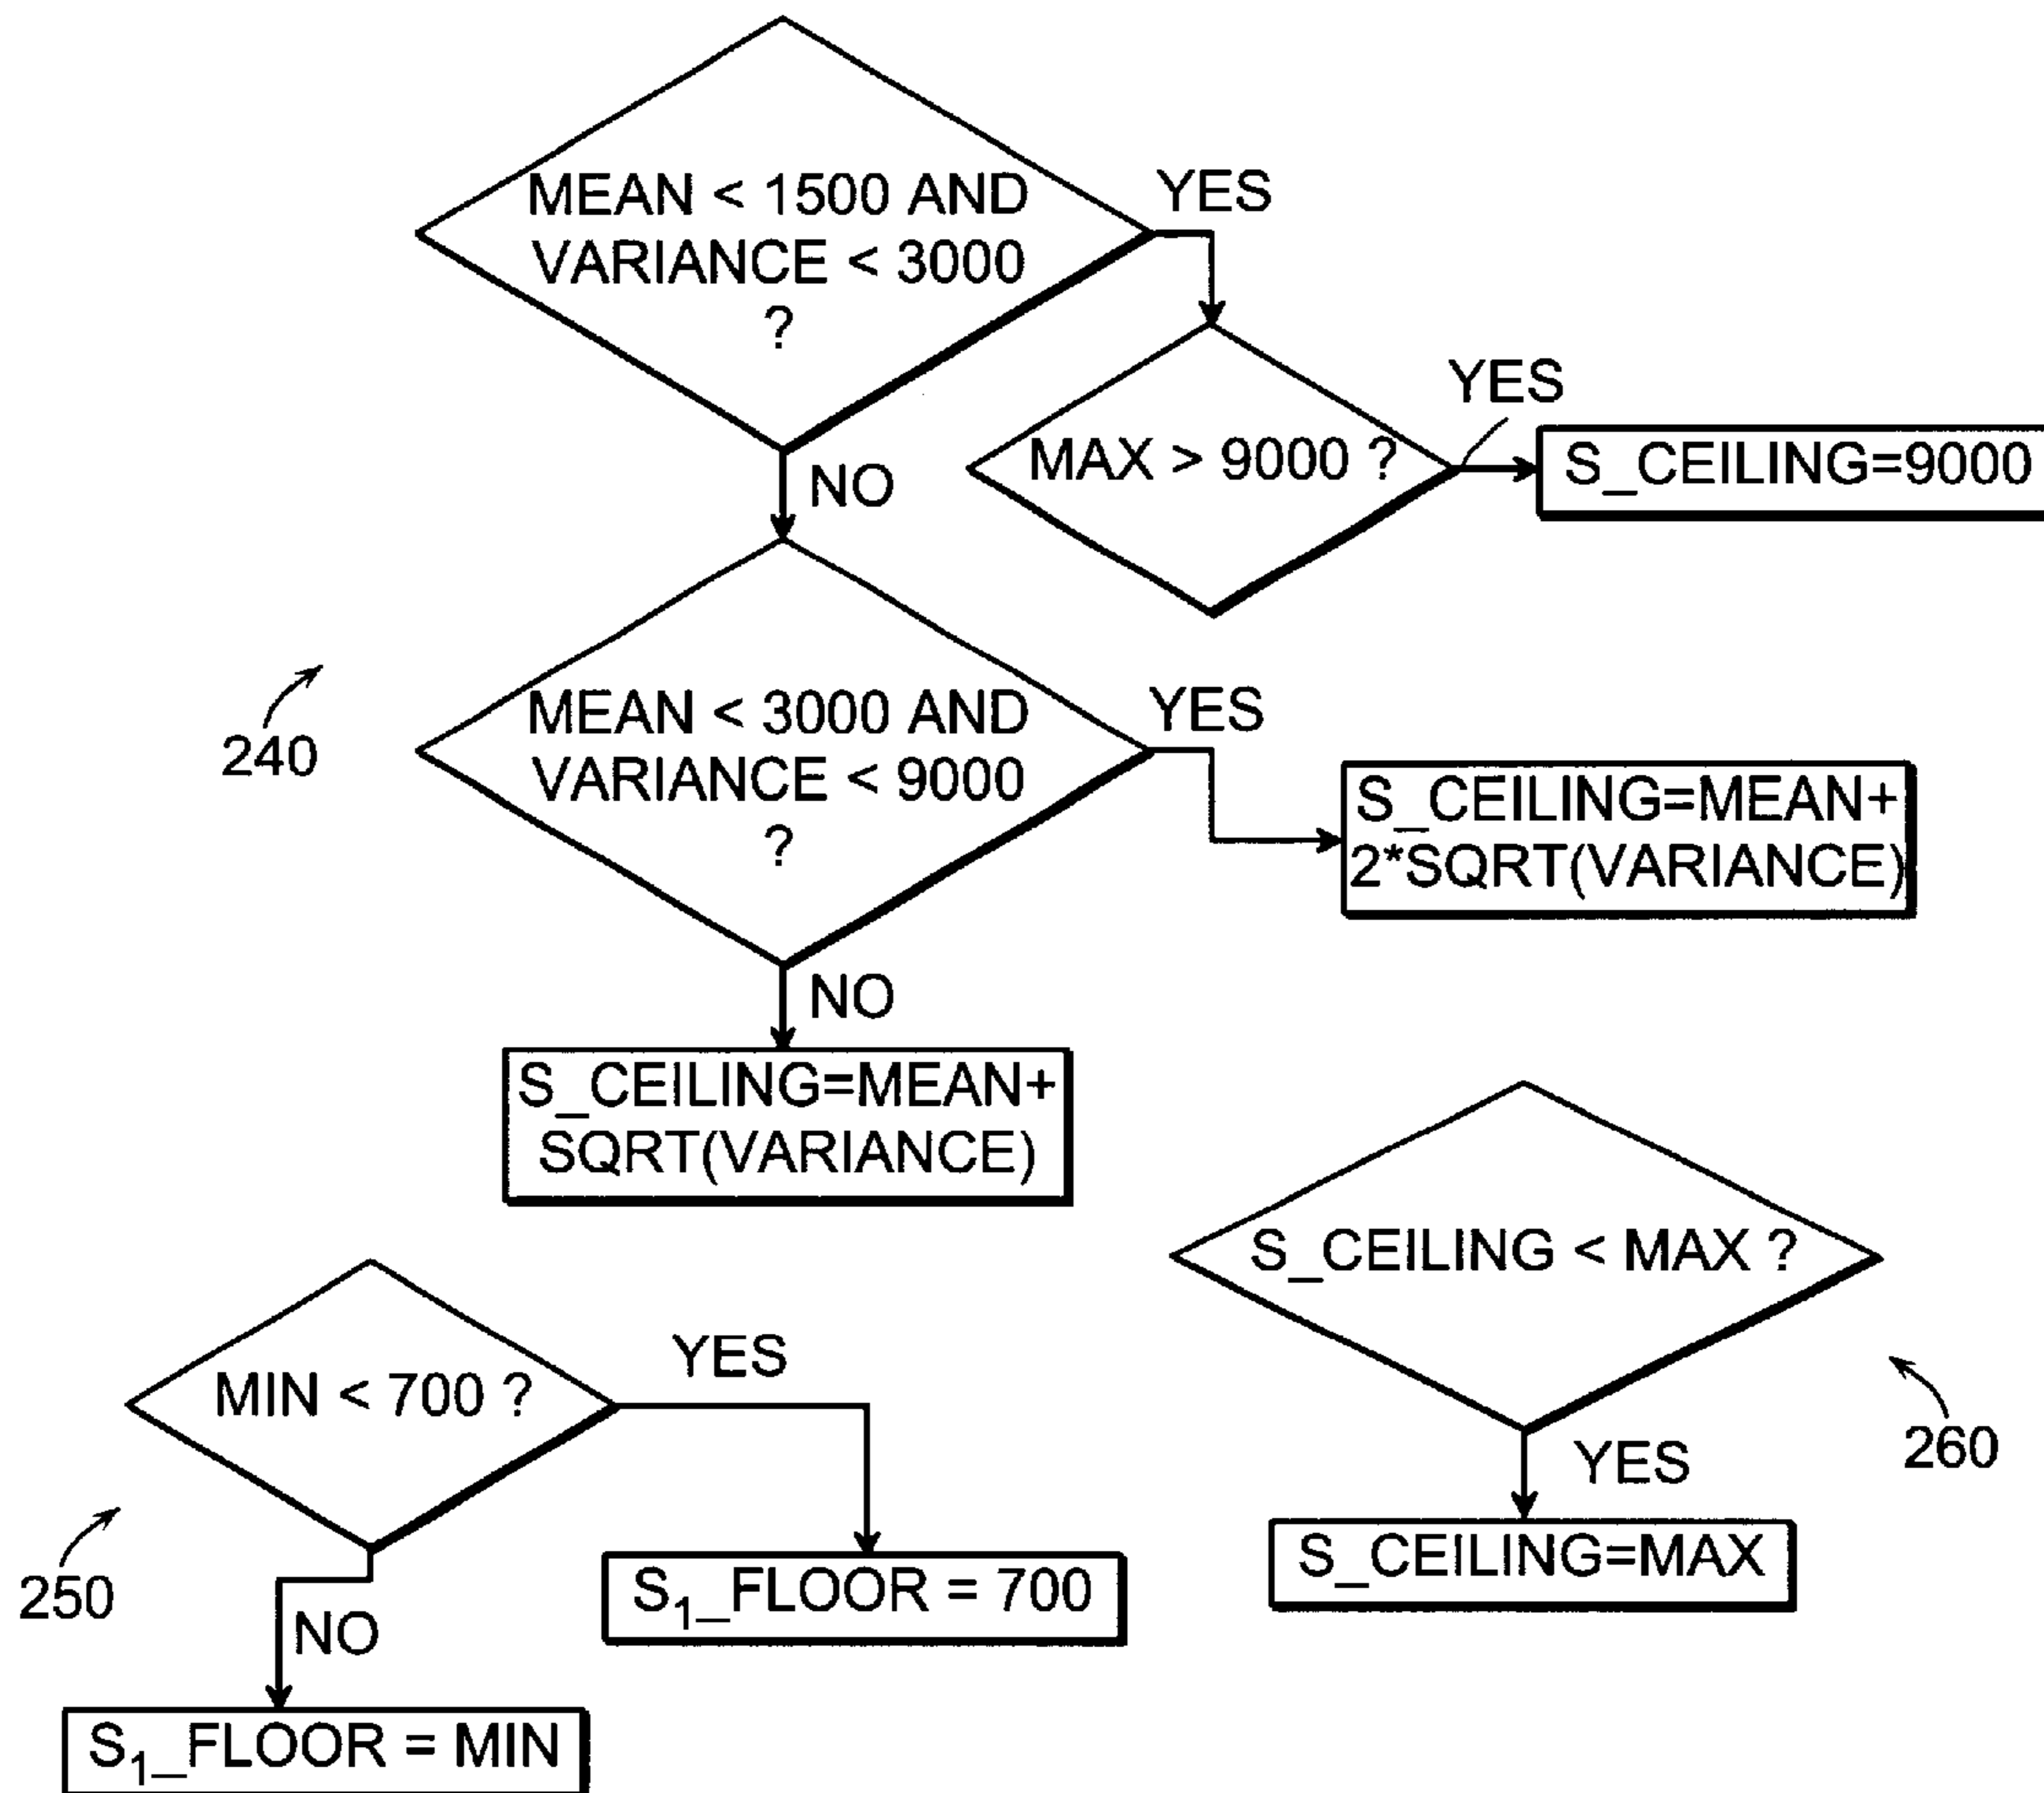 MEAN < 1500 AND
VARIANCE < 3000
?
YES
MAX > 9000 ?
YES
S_CEILING=9000
NO
240
MEAN < 3000 AND
VARIANCE < 9000
?
YES
S_CEILING=MEAN+
2*SQRT(VARIANCE)
NO
S_CEILING=MEAN+
SQRT(VARIANCE)
S_CEILING < MAX ?
YES
260
S_CEILING=MAX
MIN < 700 ?
YES
250
S₁_FLOOR = 700
NO
S₁_FLOOR = MIN